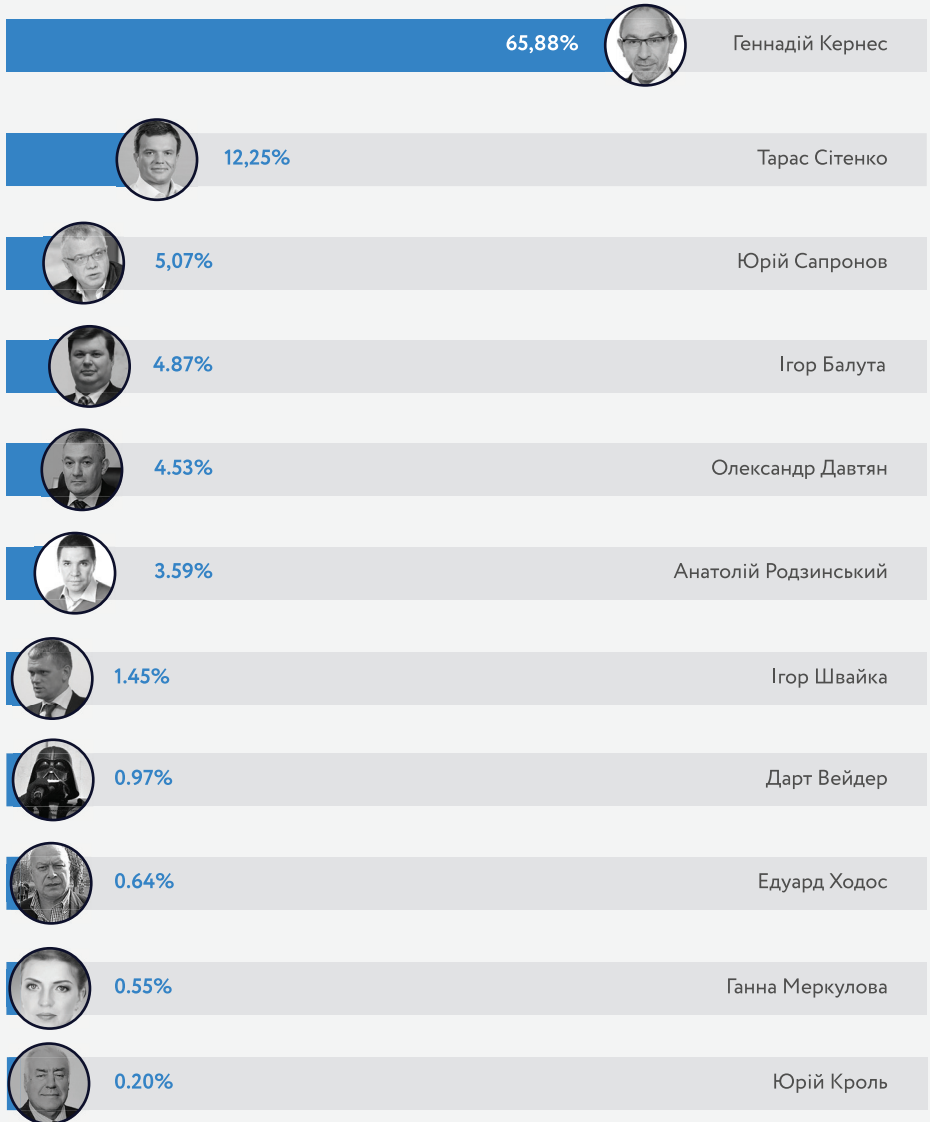 65,88% Геннадій Кернес
12,25% Тарас Сітенко
5,07% Юрій Сапронов
4.87% Ігор Балута
4.53% Олександр Давтян
3.59% Анатолій Родзинський
1.45% Ігор Швайка
0.97% Дарт Вейдер
0.64% Едуард Ходос
0.55% Ганна Меркулова
0.20% Юрій Кроль